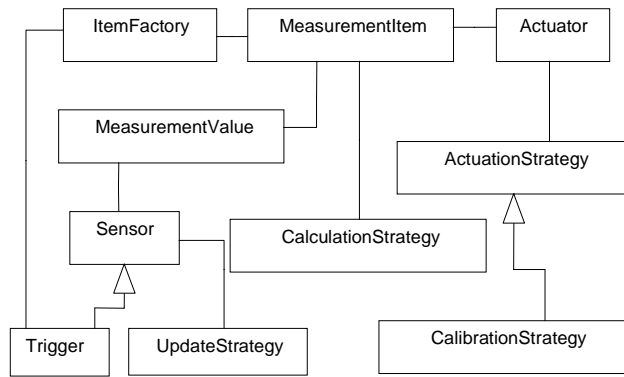 ItemFactory
MeasurementItem
Actuator
MeasurementValue
ActuationStrategy
Sensor
CalculationStrategy
Trigger
UpdateStrategy
CalibrationStrategy